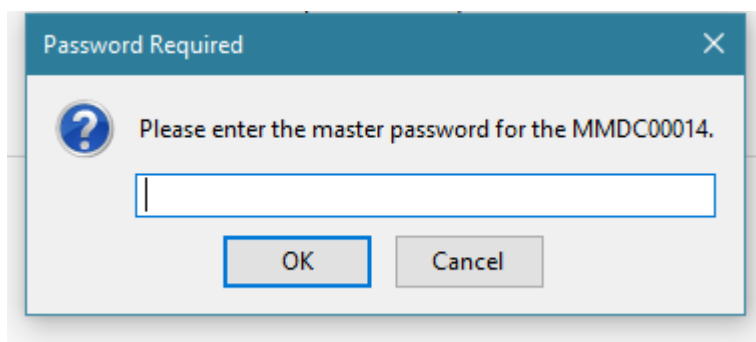 Password Required
Please enter the master password for the MMDC00014.
OK
Cancel